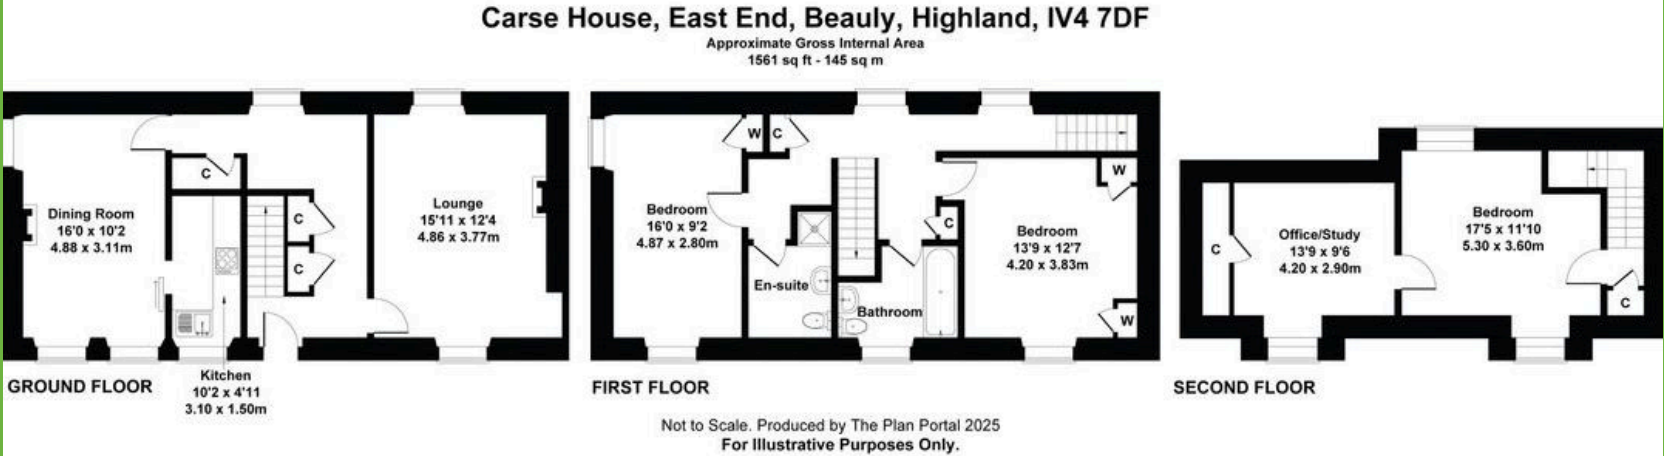 Carse House, East End, Beauly, Highland, IV4 7DF
Approximate Gross Internal Area
1561 sq ft - 145 sq m
Dining Room
16'0 x 10'2
4.88 x 3.11m
C
C
C
Lounge
15'11 x 12'4
4.86 x 3.77m
Kitchen
10'2 x 4'11
3.10 x 1.50m
GROUND FLOOR
W
C
Bedroom
16'0 x 9'2
4.87 x 2.80m
En-suite
Bathroom
C
Bedroom
13'9 x 12'7
4.20 x 3.83m
W
W
FIRST FLOOR
C
Office/Study
13'9 x 9'6
4.20 x 2.90m
Bedroom
17'5 x 11'10
5.30 x 3.60m
C
SECOND FLOOR
Not to Scale. Produced by The Plan Portal 2025
For Illustrative Purposes Only.